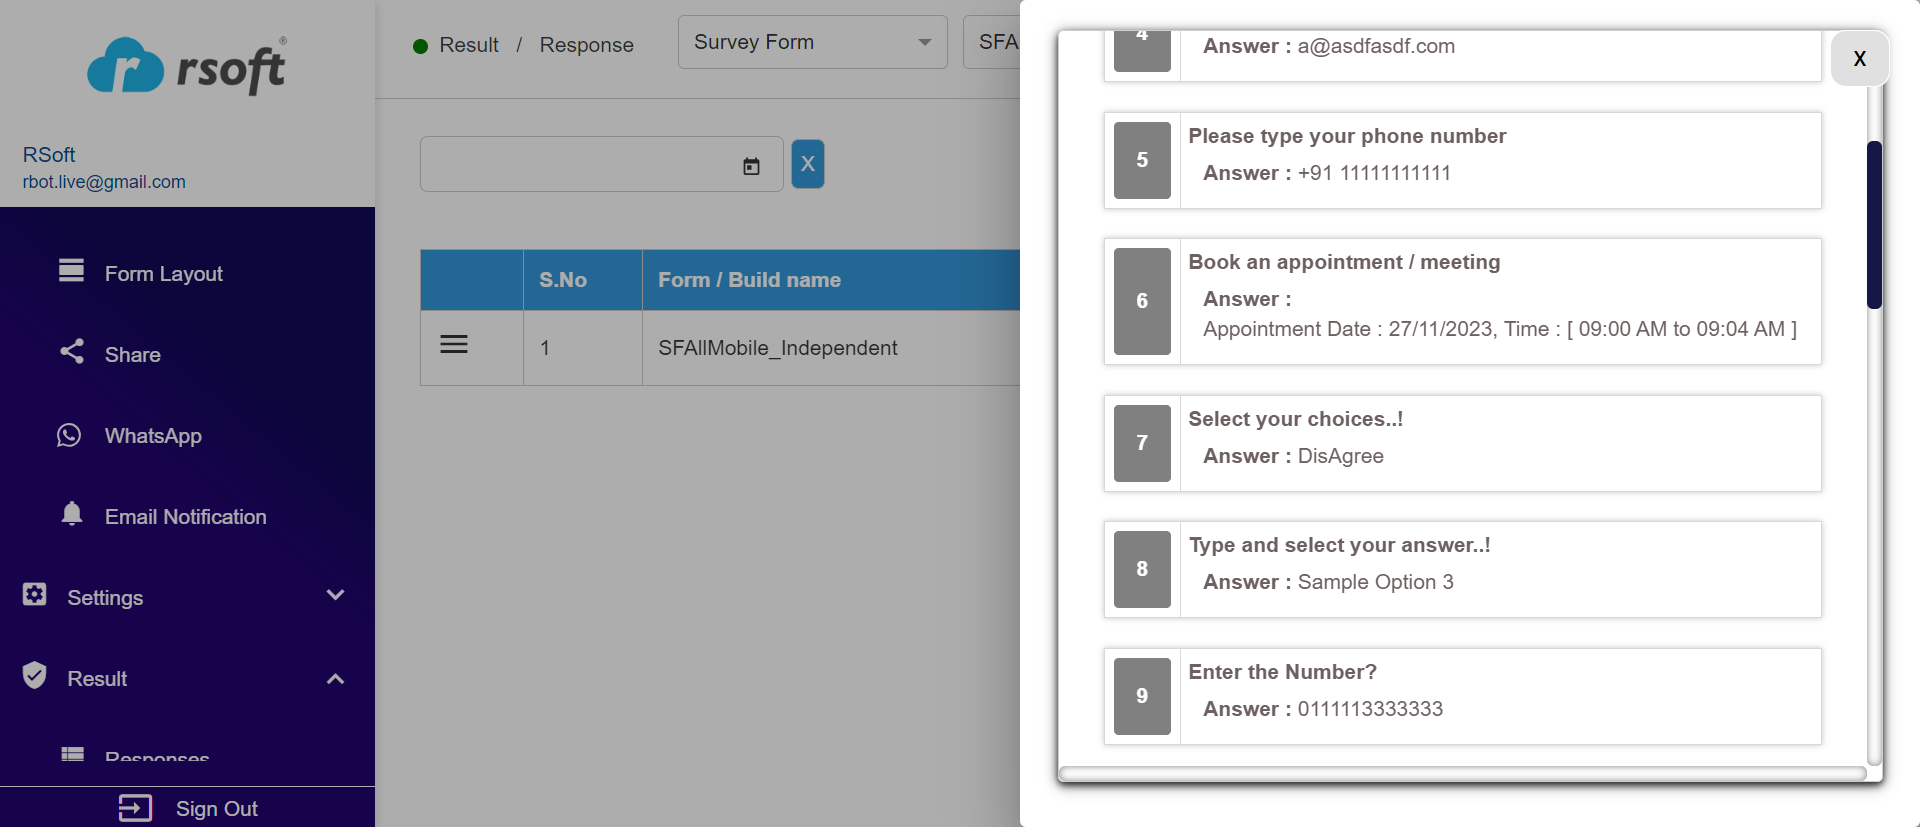 rsoft®
RSoft
rbot.live@gmail.com
Form Layout
Share
WhatsApp
Email Notification
Settings
Result
Responses
Sign Out
Result / Response
Survey Form
SFA
X
S.No
Form / Build name
1
SFAllMobile_Independent
X
4
Answer : a@asdfasdf.com
5
Please type your phone number
Answer : +91 11111111111
6
Book an appointment / meeting
Answer :
Appointment Date : 27/11/2023, Time : [ 09:00 AM to 09:04 AM ]
7
Select your choices..!
Answer : DisAgree
8
Type and select your answer..!
Answer : Sample Option 3
9
Enter the Number?
Answer : 0111113333333